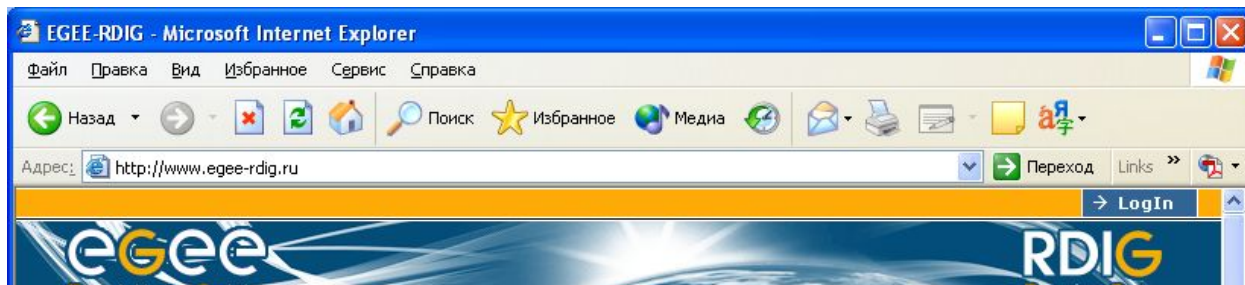 EGEE-RDIG - Microsoft Internet Explorer
Файл Правка Вид Избранное Сервис Справка
Назад Поиск Избранное Медиа
Адрес: http://www.egee-rdig.ru Переход Links »
→ LogIn
egee RDIG